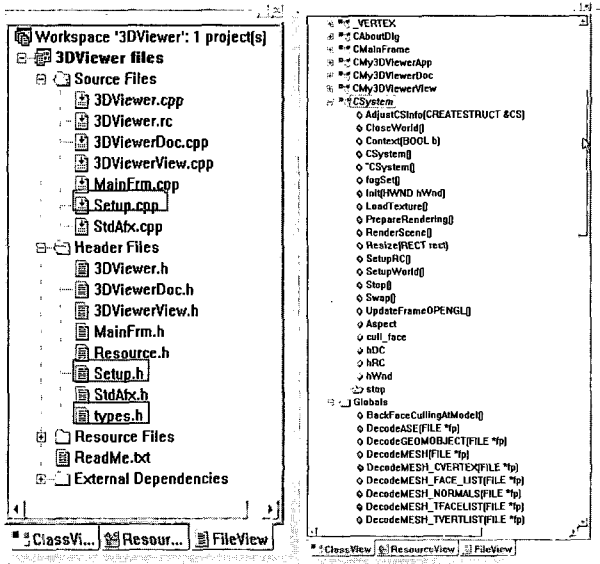 Workspace '3DViewer': 1 project(s)
3DViewer files
Source Files
3DViewer.cpp
3DViewer.rc
3DViewerDoc.cpp
3DViewerView.cpp
MainFrm.cpp
Setup.cpp
StdAfx.cpp
Header Files
3DViewer.h
3DViewerDoc.h
3DViewerView.h
MainFrm.h
Resource.h
Setup.h
StdAfx.h
types.h
Resource Files
ReadMe.txt
External Dependencies
ClassVi...
Resour...
FileView
_VERTEX
CAboutDlg
CMainFrame
CMy3DViewerApp
CMy3DViewerDoc
CMy3DViewerView
CSystem
AdjustCSInfo(CREATESTRUCT &CS)
CloseWorld()
Context(BOOL b)
CSystem()
~CSystem()
fogSet()
Init(HWND hWnd)
LoadTexture()
PrepareRendering()
RenderScene()
Resize(RECT rect)
SetupRC()
SetupWorld()
Stop()
Swap()
UpdateFrameOPENGL()
Aspect
cull_face
hDC
hRC
hWnd
stop
Globals
BackFaceCullingAtModel()
DecodeASE(FILE *fp)
DecodeGEOMOBJECT(FILE *fp)
DecodeMESH(FILE *fp)
DecodeMESH_CVERTEX(FILE *fp)
DecodeMESH_FACE_LIST(FILE *fp)
DecodeMESH_NORMALS(FILE *fp)
DecodeMESH_TFACELIST(FILE *fp)
DecodeMESH_TVERTLIST(FILE *fp)
ClassView
ResourceView
FileView